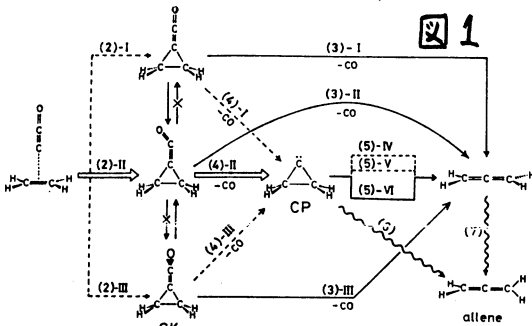 図1
O
C
(2)-I
(3)-I
-CO
H H H H
(4)-I
-CO
(3)-II
-CO
O
C
C
(2)-II
H H H H
O
C
H H H H
(4)-II
-CO
H H H H
CP
(5)-IV
(5)-V
(5)-VI
H C=C=C H
H H
(4)-III
-CO
(6)
(7)
(2)-III
O
C
H H H H
(3)-III
-CO
H C=C=C H
H H
allene